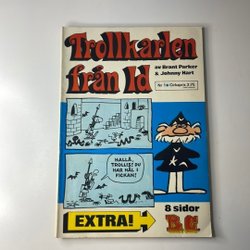 Trollkarlen
från Id
av Brant Parker
& Johnny Hart
HALLÅ,
TROLLIS! DU
HAR HÅL I
FICKAN!
EXTRA!
8 sidor
B.C.